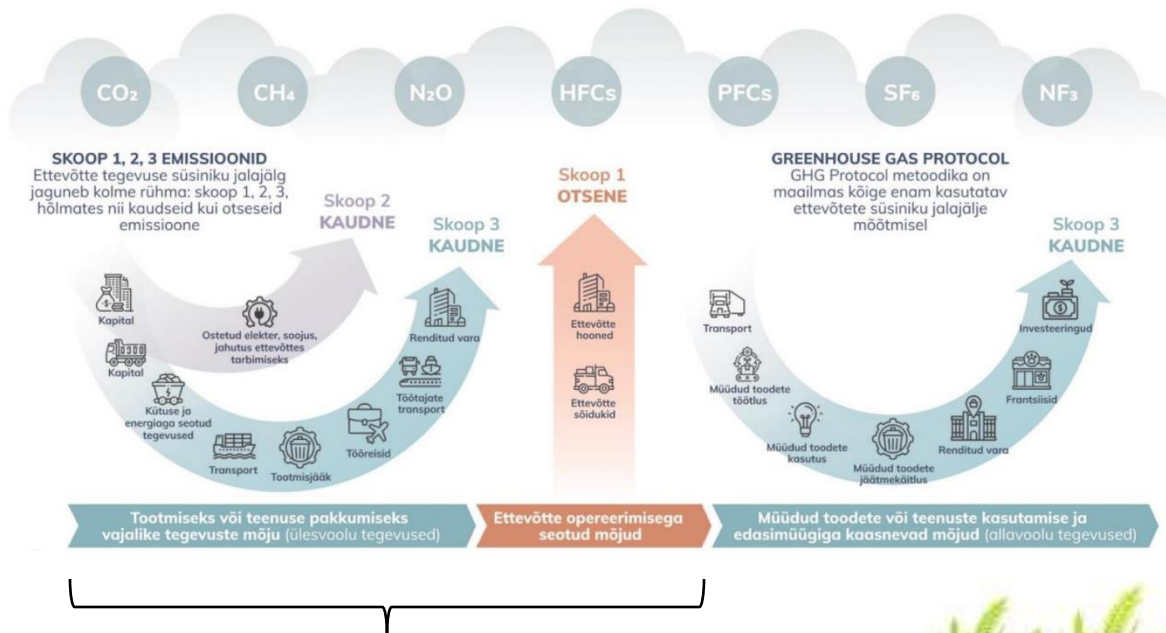 CO₂
CH₄
N₂O
HFCs
PFCs
SF₆
NF₃
SKOOP 1, 2, 3 EMISSIOONID
Ettevõtte tegevuse süsiniku jalajälg
jaguneb kolme rühma: skoop 1, 2, 3,
hõlmates nii kaudseid kui otseseid
emissioone
Skoop 2
KAUDNE
Skoop 3
KAUDNE
Skoop 1
OTSENE
GREENHOUSE GAS PROTOCOL
GHG Protocol metoodika on
maailmas kõige enam kasutatav
ettevõtete süsiniku jalajälje
mõõtmisel
Skoop 3
KAUDNE
Kapital
Kapital
Kütuse ja
energiaga seotud
tegevused
Transport
Tootmisjääk
Tööreisid
Töötajate
transport
Renditud vara
Ostetud elekter, soojus,
jahutus ettevõttes
tarbimiseks
Ettevõtte
hooned
Ettevõtte
sõidukid
Transport
Müüdud toodete
töötlus
Müüdud toodete
kasutus
Müüdud toodete
jäätmekäitlus
Renditud vara
Frantsiisid
Investeeringud
Tootmiseks või teenuse pakkumiseks
vajalike tegevuste mõju (ülesvoolu tegevused)
Ettevõtte opereerimisega
seotud mõjud
Müüdud toodete või teenuste kasutamise ja
edasimüügiga kaasnevad mõjud (allavoolu tegevused)